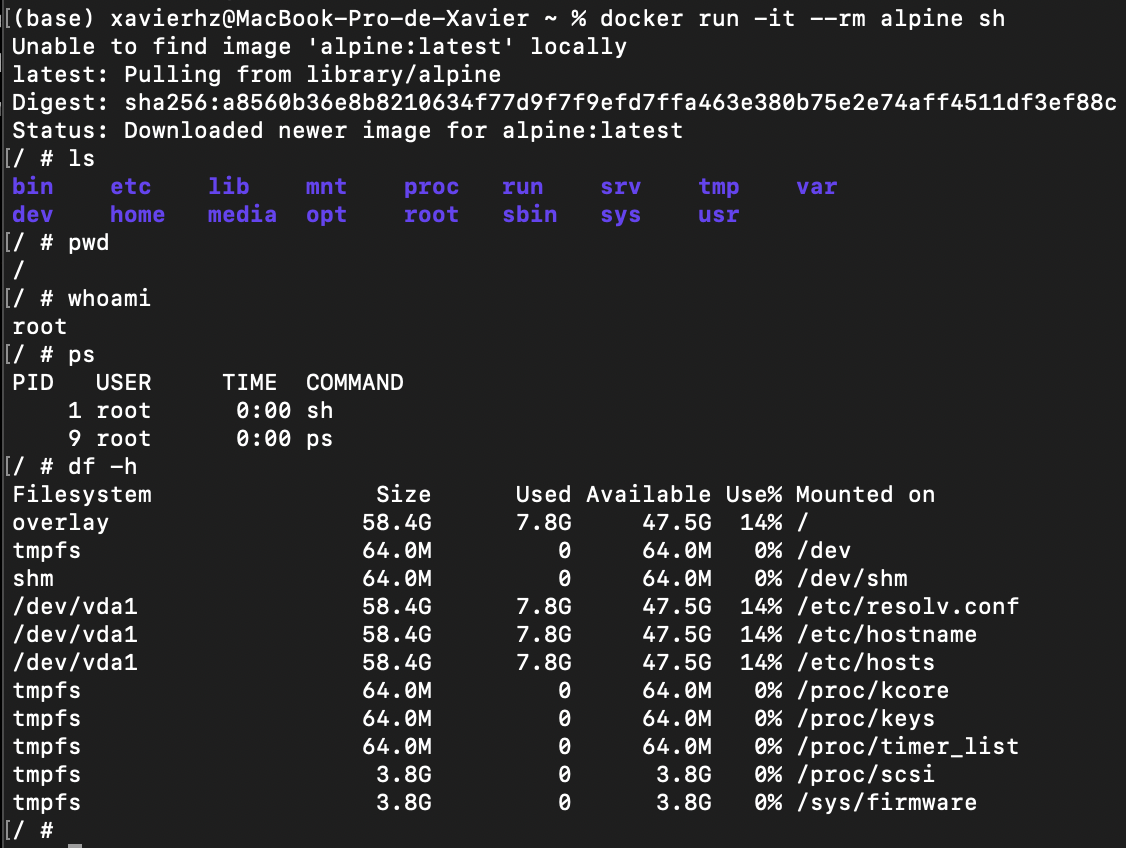 (base) xavierhz@MacBook-Pro-de-Xavier ~ % docker run -it --rm alpine sh
Unable to find image 'alpine:latest' locally
latest: Pulling from library/alpine
Digest: sha256:a8560b36e8b8210634f77d9f7f9efd7ffa463e380b75e2e74aff4511df3ef88c
Status: Downloaded newer image for alpine:latest
/ # ls
bin    etc    lib    mnt    proc   run    srv    tmp    var
dev    home   media  opt    root   sbin   sys    usr
/ # pwd
/
/ # whoami
root
/ # ps
PID   USER     TIME  COMMAND
    1 root      0:00 sh
    9 root      0:00 ps
/ # df -h
Filesystem                Size      Used Available Use% Mounted on
overlay                  58.4G      7.8G     47.5G  14% /
tmpfs                    64.0M         0     64.0M   0% /dev
shm                      64.0M         0     64.0M   0% /dev/shm
/dev/vda1                58.4G      7.8G     47.5G  14% /etc/resolv.conf
/dev/vda1                58.4G      7.8G     47.5G  14% /etc/hostname
/dev/vda1                58.4G      7.8G     47.5G  14% /etc/hosts
tmpfs                    64.0M         0     64.0M   0% /proc/kcore
tmpfs                    64.0M         0     64.0M   0% /proc/keys
tmpfs                    64.0M         0     64.0M   0% /proc/timer_list
tmpfs                     3.8G         0      3.8G   0% /proc/scsi
tmpfs                     3.8G         0      3.8G   0% /sys/firmware
/ #